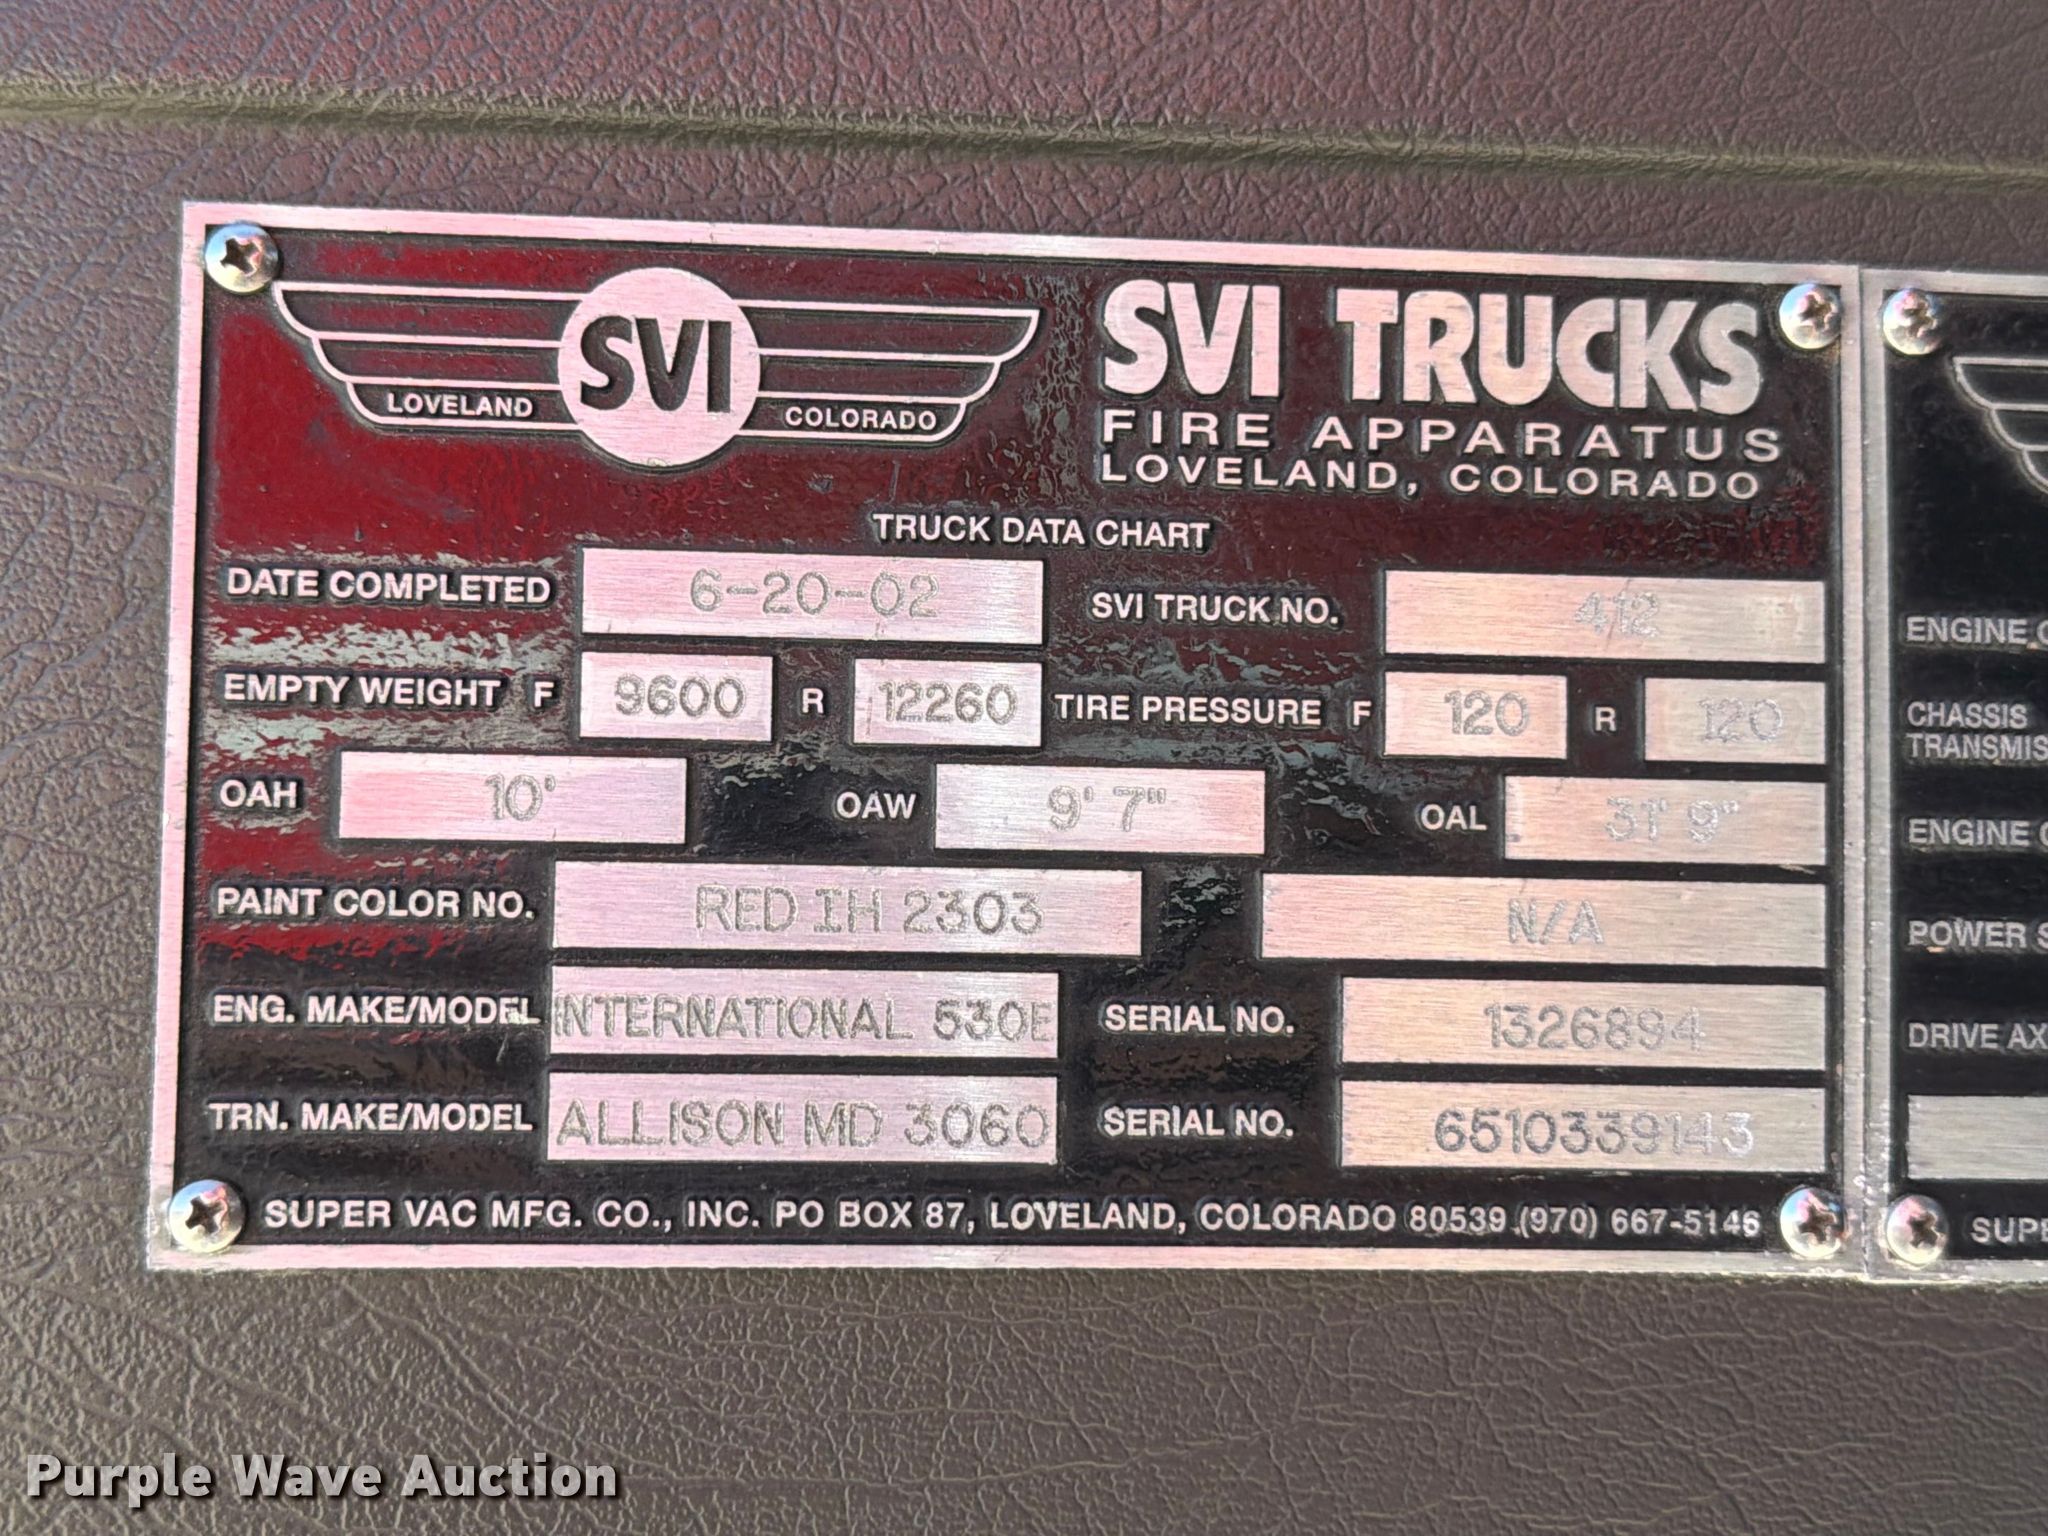 SVI
LOVELAND COLORADO
SVI TRUCKS
FIRE APPARATUS
LOVELAND, COLORADO
TRUCK DATA CHART
DATE COMPLETED 6-20-02 SVI TRUCK NO. 412
EMPTY WEIGHT F 9600 R 12260 TIRE PRESSURE F 120 R 120
OAH 10' OAW 9' 7" OAL 31' 9"
PAINT COLOR NO. RED IH 2303 N/A
ENG. MAKE/MODEL INTERNATIONAL 530E SERIAL NO. 1326894
TRN. MAKE/MODEL ALLISON MD 3060 SERIAL NO. 6510339143
SUPER VAC MFG. CO., INC. PO BOX 87, LOVELAND, COLORADO 80539 (970) 667-5146
ENGINE
CHASSIS
ENGINE
POWER
DRIVE
Purple Wave Auction